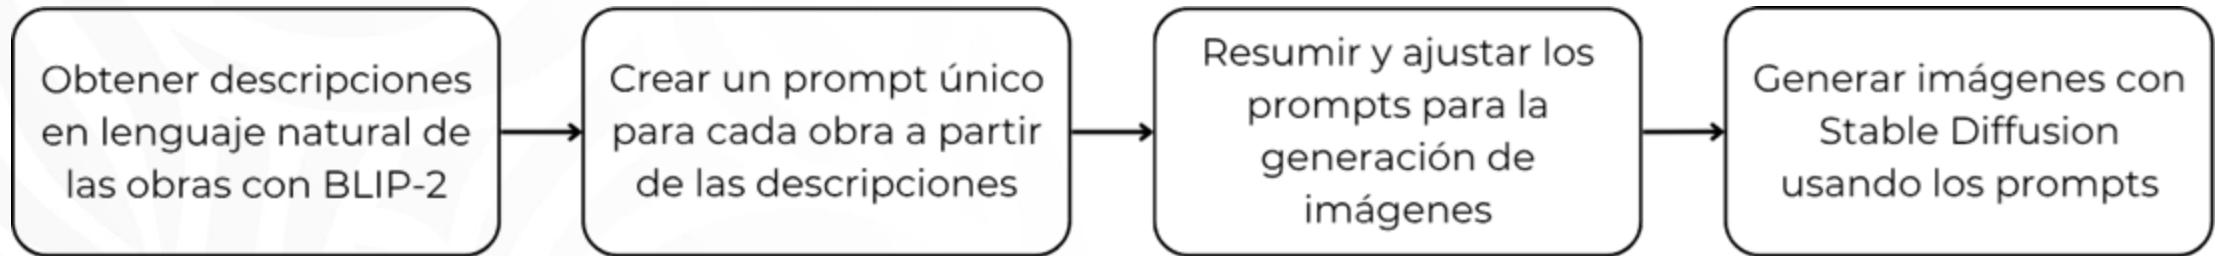 Obtener descripciones
en lenguaje natural de
las obras con BLIP-2
Crear un prompt único
para cada obra a partir
de las descripciones
Resumir y ajustar los
prompts para la
generación de
imágenes
Generar imágenes con
Stable Diffusion
usando los prompts